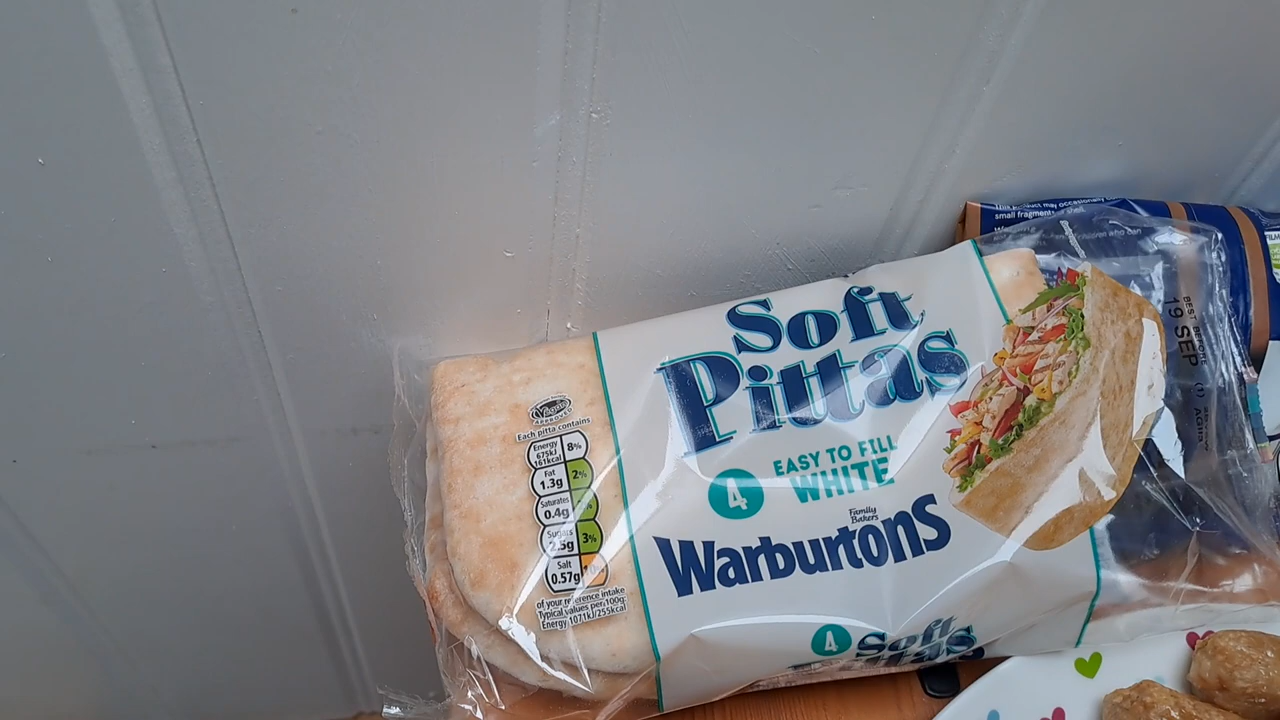 Soft
Pittas
4
EASY TO FILL
WHITE
Family
Bakers
Warburtons
4 Soft
Pittas
Vegan
APPROVED
Each pitta contains
Energy
675kJ
161kcal
8%
Fat
1.3g
2%
Saturates
0.4g
Sugars
2.5g
3%
Salt
0.57g
of your reference intake
Typical values per 100g:
Energy 1071kJ/255kcal
BEST BEFORE
19 SEP
This product may occasionally
small fragments of shell.
children who